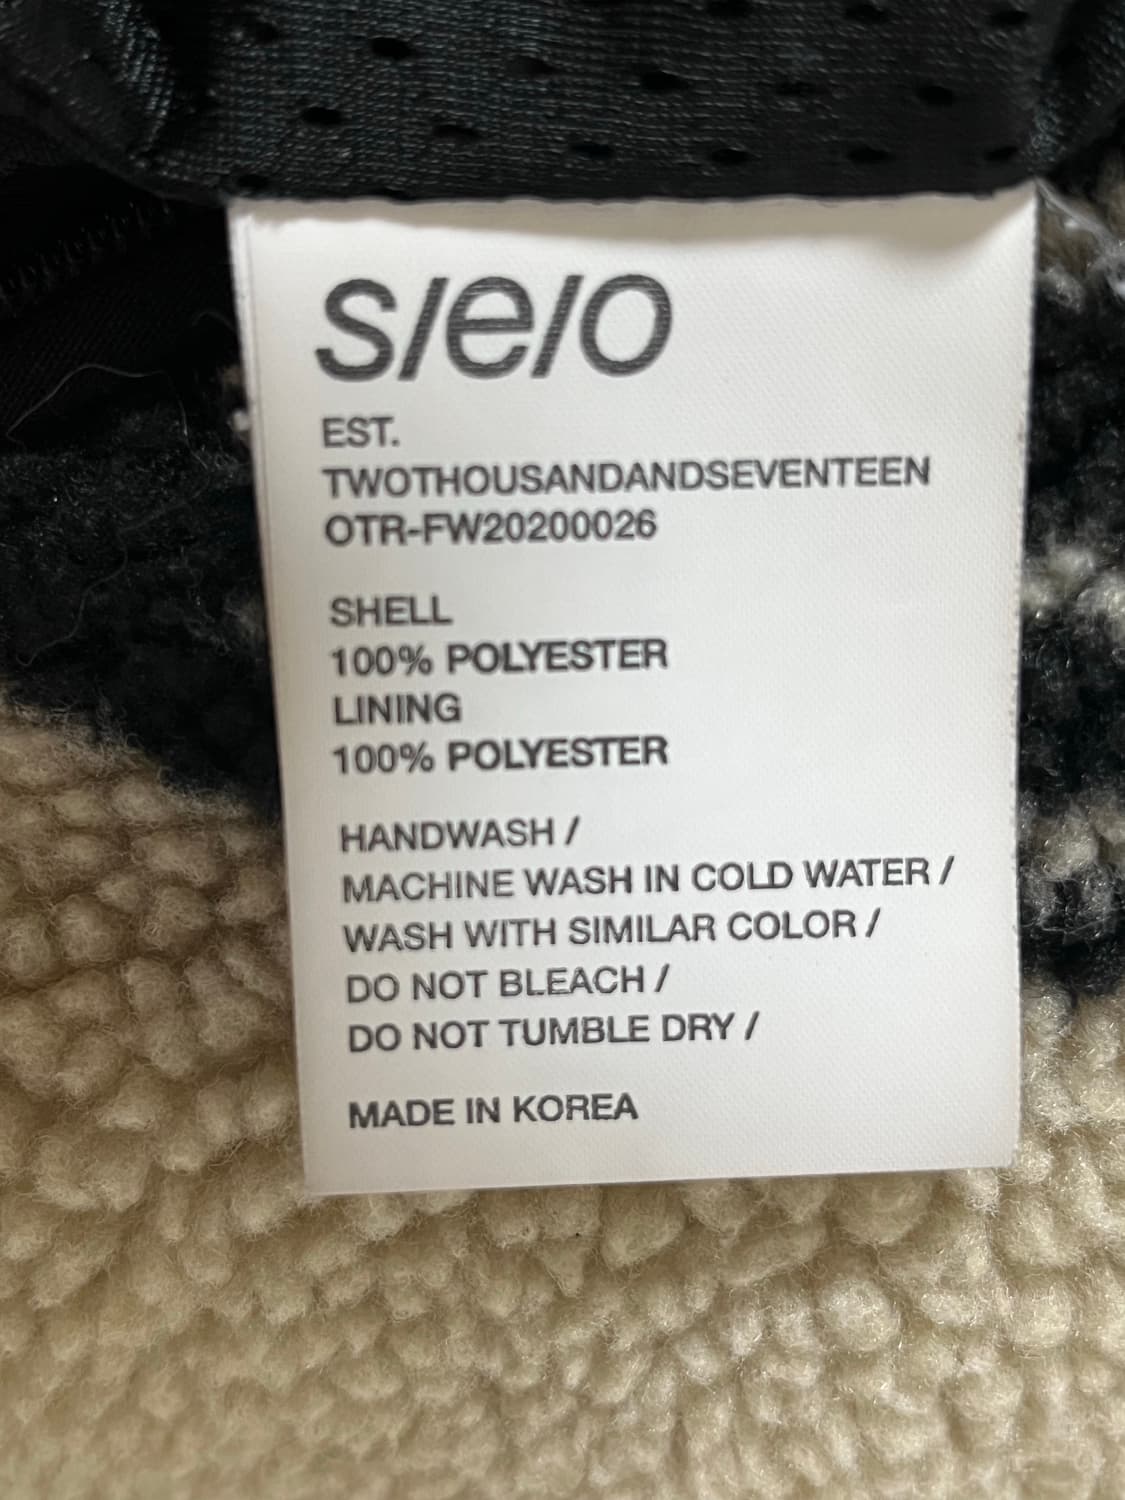 s/e/o
EST.
TWOTHOUSANDANDSEVENTEEN
OTR-FW20200026
SHELL
100% POLYESTER
LINING
100% POLYESTER
HANDWASH /
MACHINE WASH IN COLD WATER /
WASH WITH SIMILAR COLOR /
DO NOT BLEACH /
DO NOT TUMBLE DRY /
MADE IN KOREA